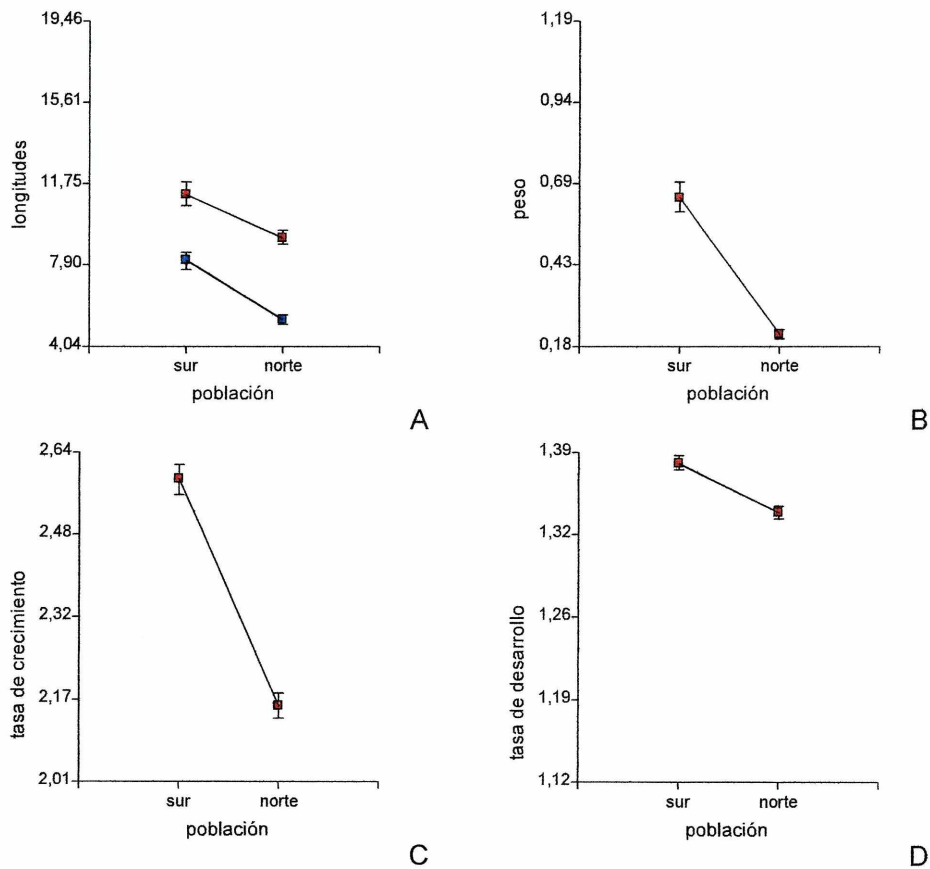 19,46
15,61
11,75
7,90
4,04
longitudes
sur norte
población
A
1,19
0,94
0,69
0,43
0,18
peso
sur norte
población
B
2,64
2,48
2,32
2,17
2,01
tasa de crecimiento
sur norte
población
C
1,39
1,32
1,26
1,19
1,12
tasa de desarrollo
sur norte
población
D